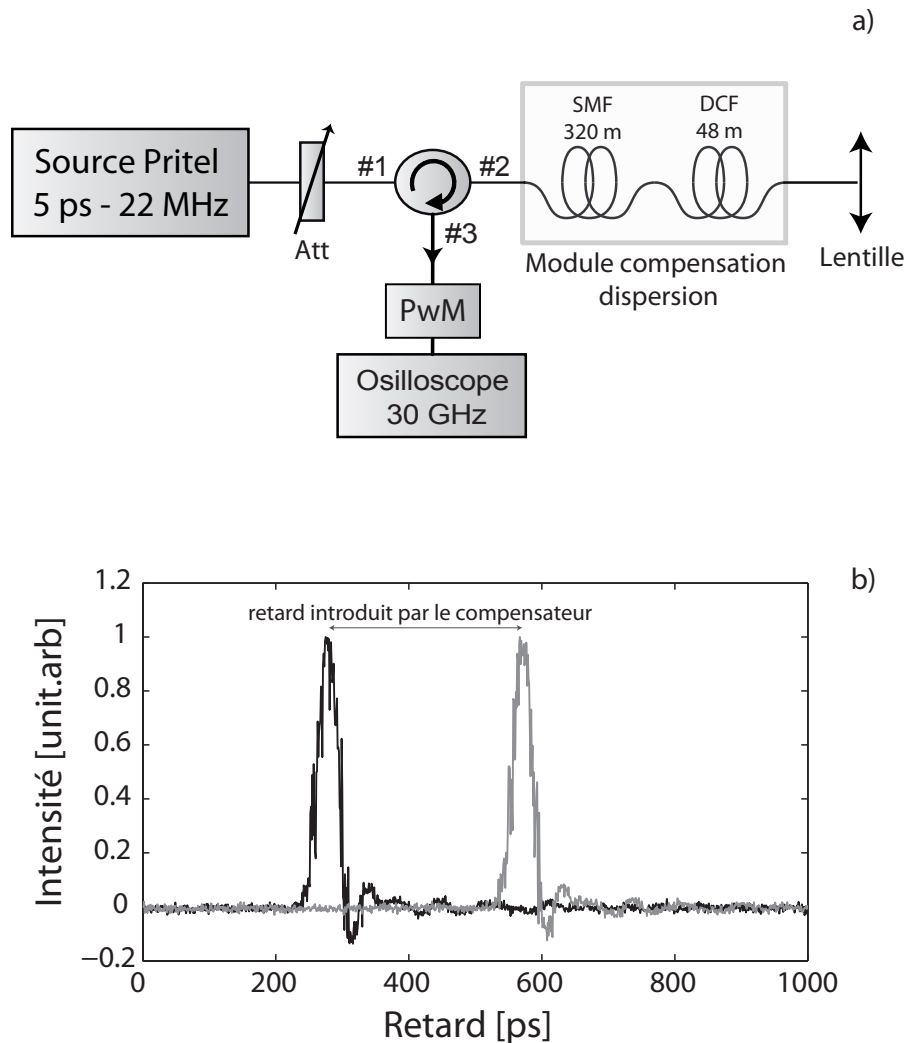 a)
Source Pritel
5 ps - 22 MHz
Att
#1
#2
#3
SMF
320 m
DCF
48 m
Module compensation
dispersion
Lentille
PwM
Osilloscope
30 GHz
b)
retard introduit par le compensateur
Intensité [unit.arb]
1.2
1
0.8
0.6
0.4
0.2
0
−0.2
0
200
400
600
800
1000
Retard [ps]